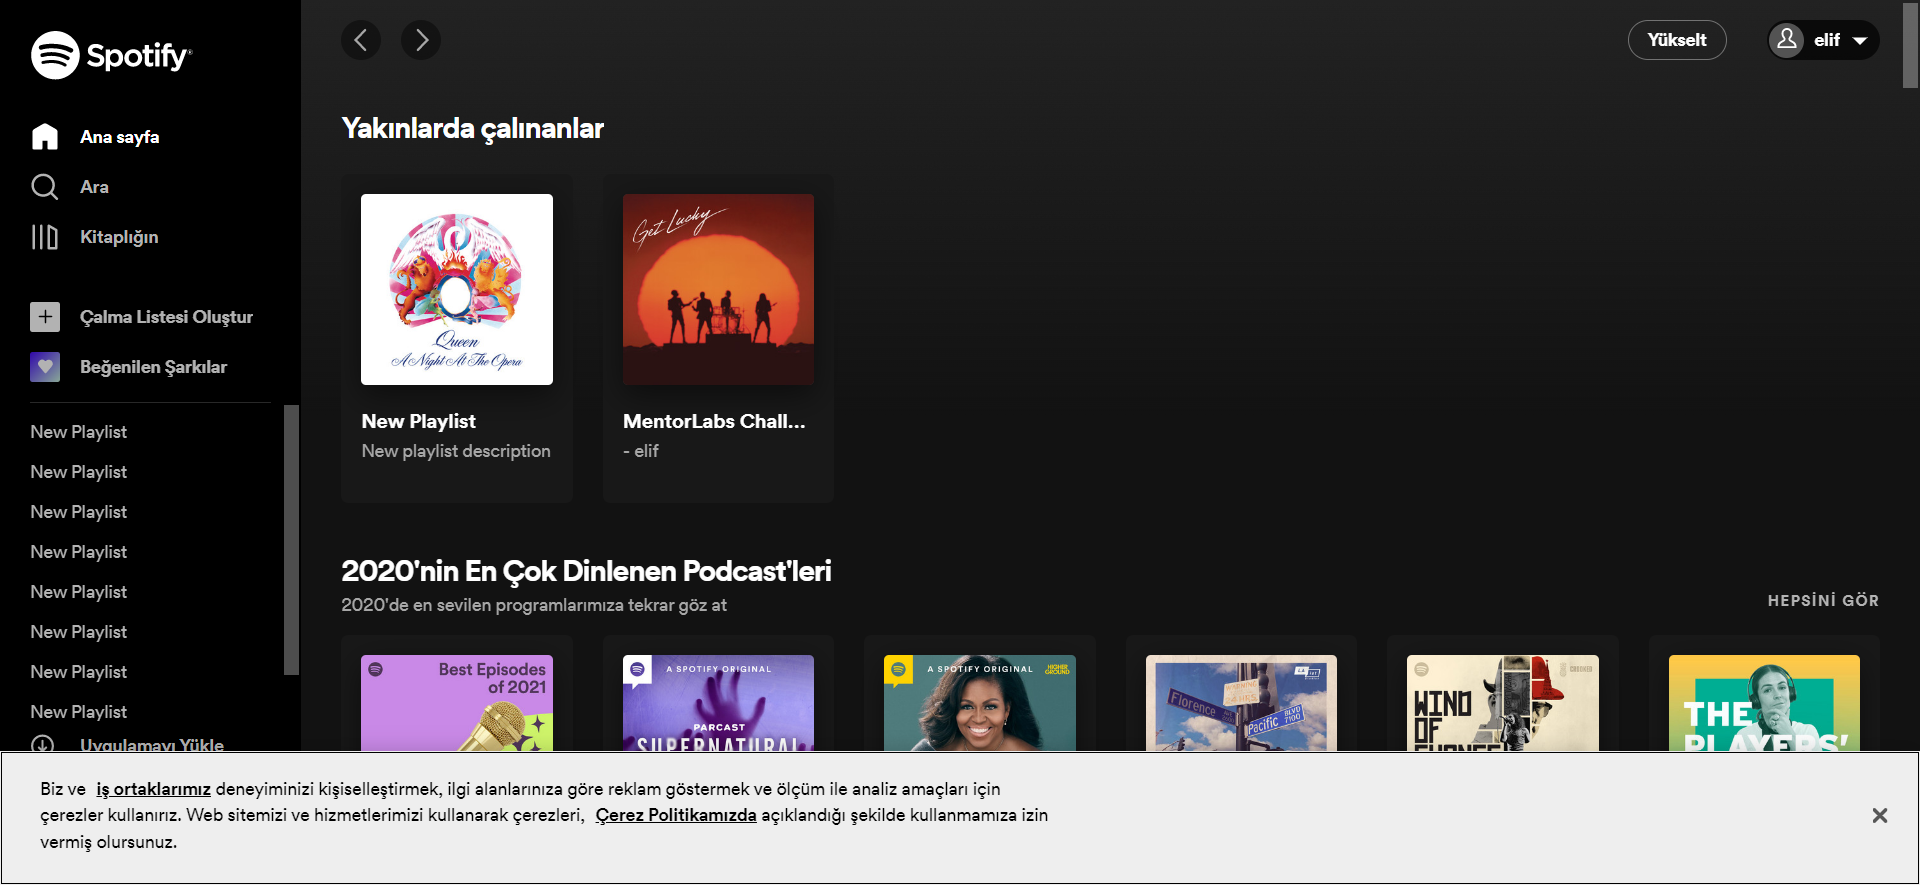 Spotify
Ana sayfa
Ara
Kitaplığın
Çalma Listesi Oluştur
Beğenilen Şarkılar
New Playlist
New Playlist
New Playlist
New Playlist
New Playlist
New Playlist
New Playlist
New Playlist
Uygulamayı Yükle
Yükselt
elif
Yakınlarda çalınanlar
Get Lucky
Queen
A Night At The Opera
New Playlist
New playlist description
MentorLabs Chall...
- elif
2020'nin En Çok Dinlenen Podcast'leri
2020'de en sevilen programlarımıza tekrar göz at
HEPSİNİ GÖR
Best Episodes
of 2021
A SPOTIFY ORIGINAL
PARCAST
SUPERNATURAL
A SPOTIFY ORIGINAL
HIGHER
GROUND
WARNING
Florence
Pacific BLVD
7100
CROOKED
WIND
OF
CHANGE
THE
PLAYERS'
Biz ve iş ortaklarımız deneyiminizi kişiselleştirmek, ilgi alanlarınıza göre reklam göstermek ve ölçüm ile analiz amaçları için
çerezler kullanırız. Web sitemizi ve hizmetlerimizi kullanarak çerezleri, Çerez Politikamızda açıklandığı şekilde kullanmamıza izin
vermiş olursunuz.